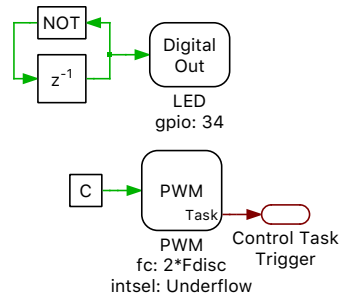 NOT
z-1
Digital
Out
LED
gpio: 34
C
PWM
Task
PWM
fc: 2*Fdisc
intsel: Underflow
Control Task
Trigger